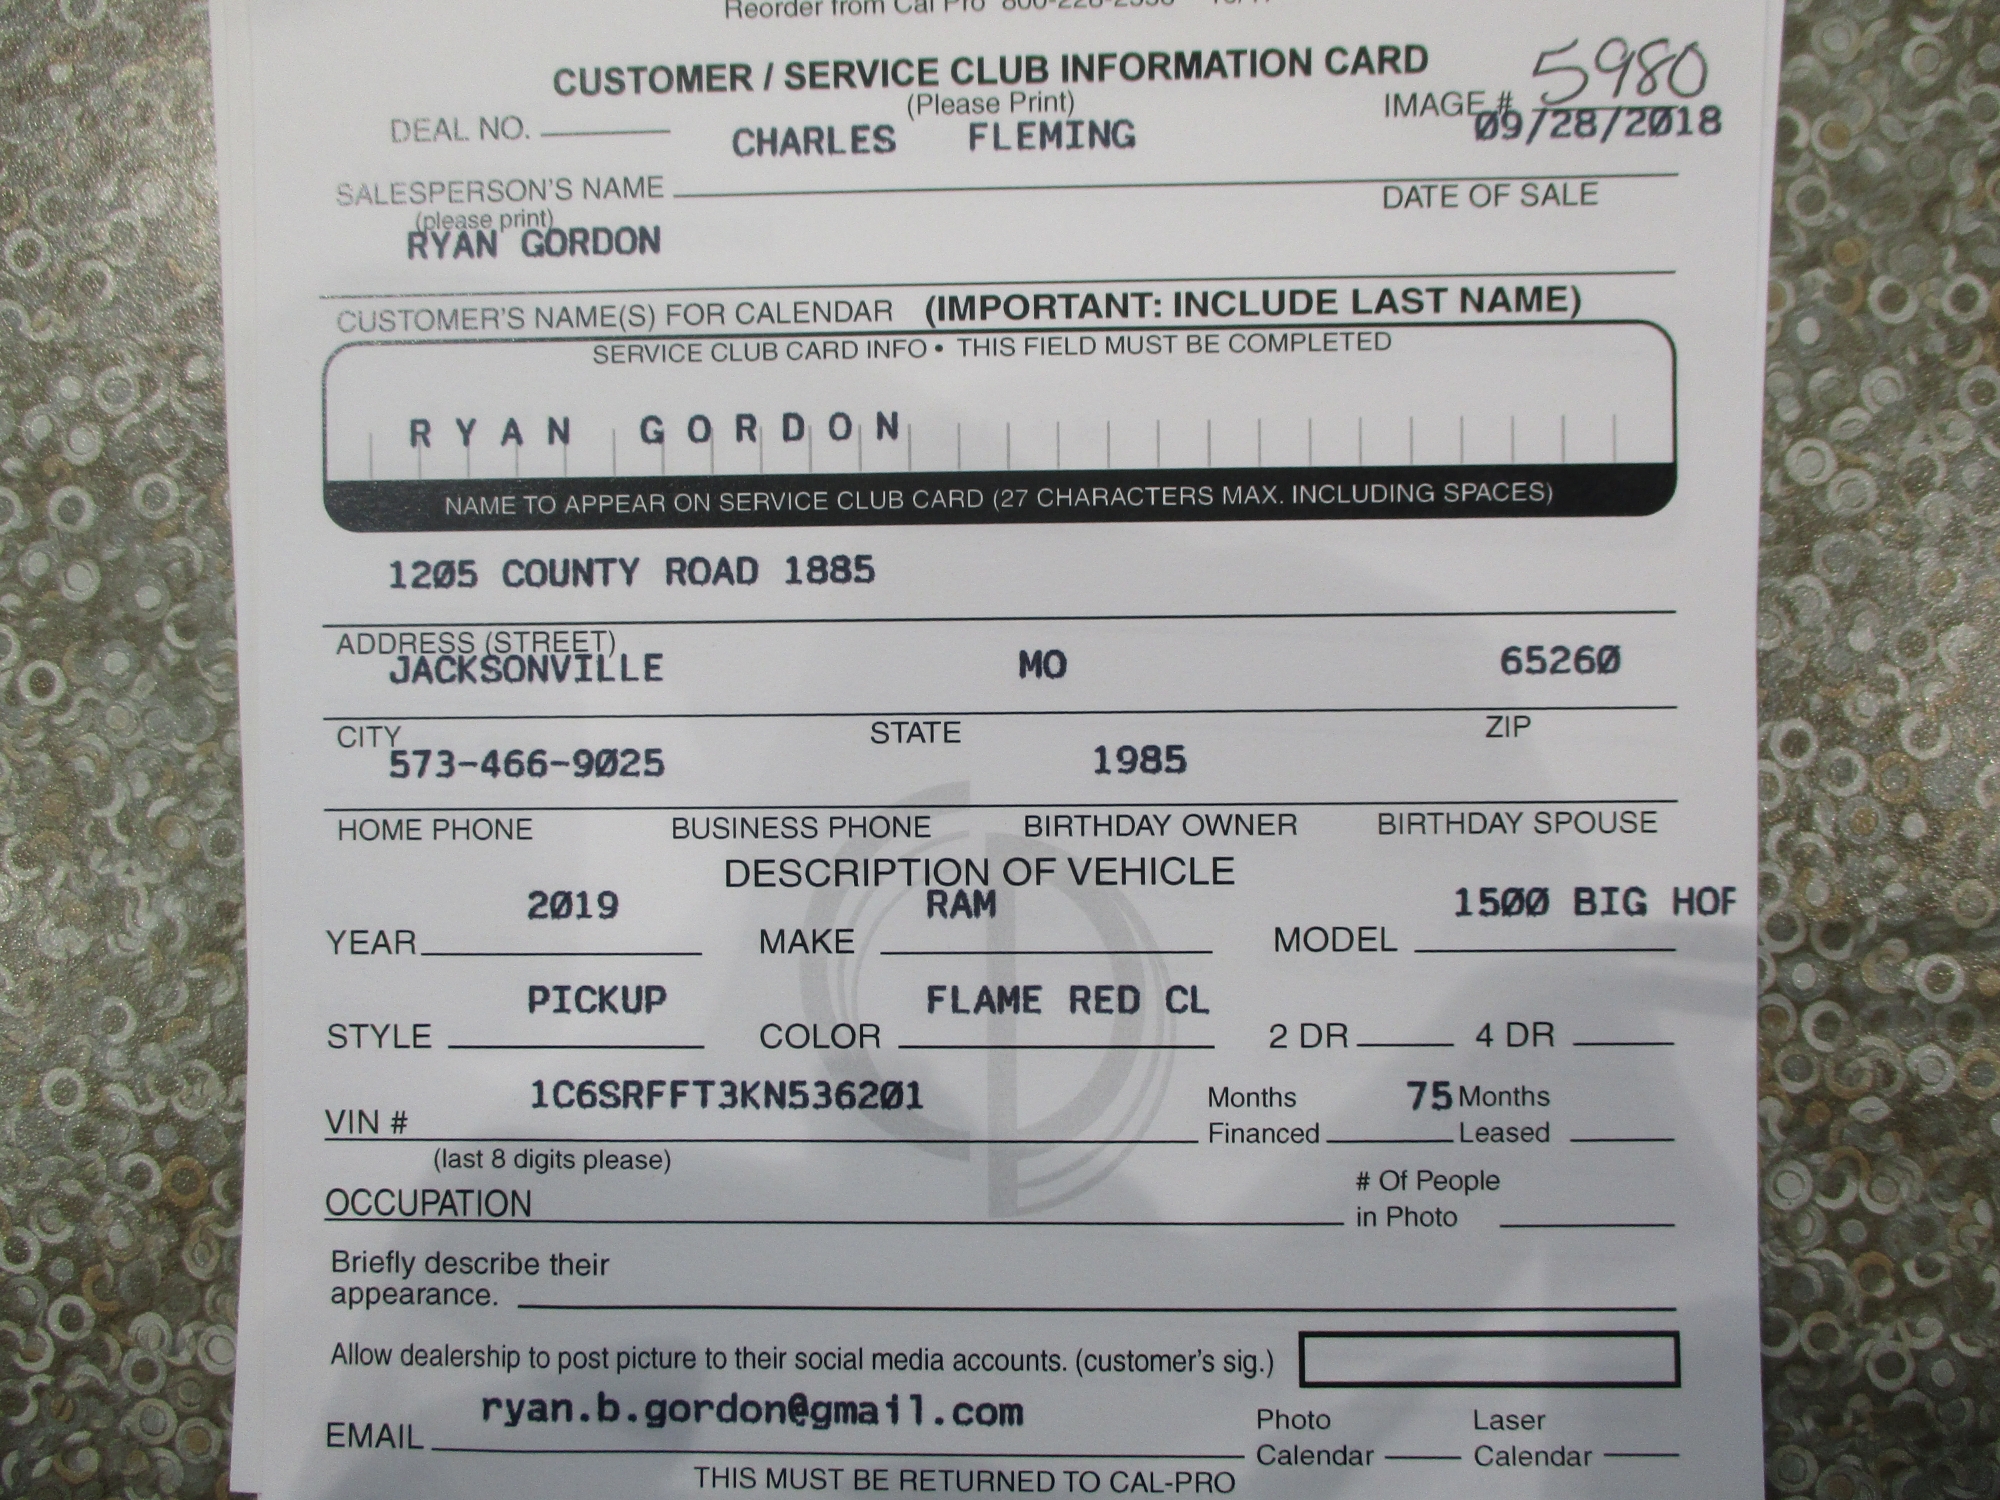 Reorder from Cal Pro 800-
CUSTOMER / SERVICE CLUB INFORMATION CARD
(Please Print)
5980
DEAL NO.
IMAGE #
CHARLES FLEMING
09/28/2018
SALESPERSON'S NAME
DATE OF SALE
(please print)
RYAN GORDON
CUSTOMER'S NAME(S) FOR CALENDAR (IMPORTANT: INCLUDE LAST NAME)
SERVICE CLUB CARD INFO • THIS FIELD MUST BE COMPLETED
RYAN GORDON
NAME TO APPEAR ON SERVICE CLUB CARD (27 CHARACTERS MAX. INCLUDING SPACES)
1205 COUNTY ROAD 1885
ADDRESS (STREET)
JACKSONVILLE MO 65260
CITY STATE ZIP
573-466-9025 1985
HOME PHONE BUSINESS PHONE BIRTHDAY OWNER BIRTHDAY SPOUSE
DESCRIPTION OF VEHICLE
2019 RAM 1500 BIG HOF
YEAR MAKE MODEL
PICKUP FLAME RED CL
STYLE COLOR 2 DR 4 DR
1C6SRFFT3KN536201 Months 75 Months
VIN # Financed Leased
(last 8 digits please)
OCCUPATION # Of People
in Photo
Briefly describe their
appearance.
Allow dealership to post picture to their social media accounts. (customer's sig.)
ryan.b.gordon@gmail.com Photo Laser
EMAIL Calendar Calendar
THIS MUST BE RETURNED TO CAL-PRO